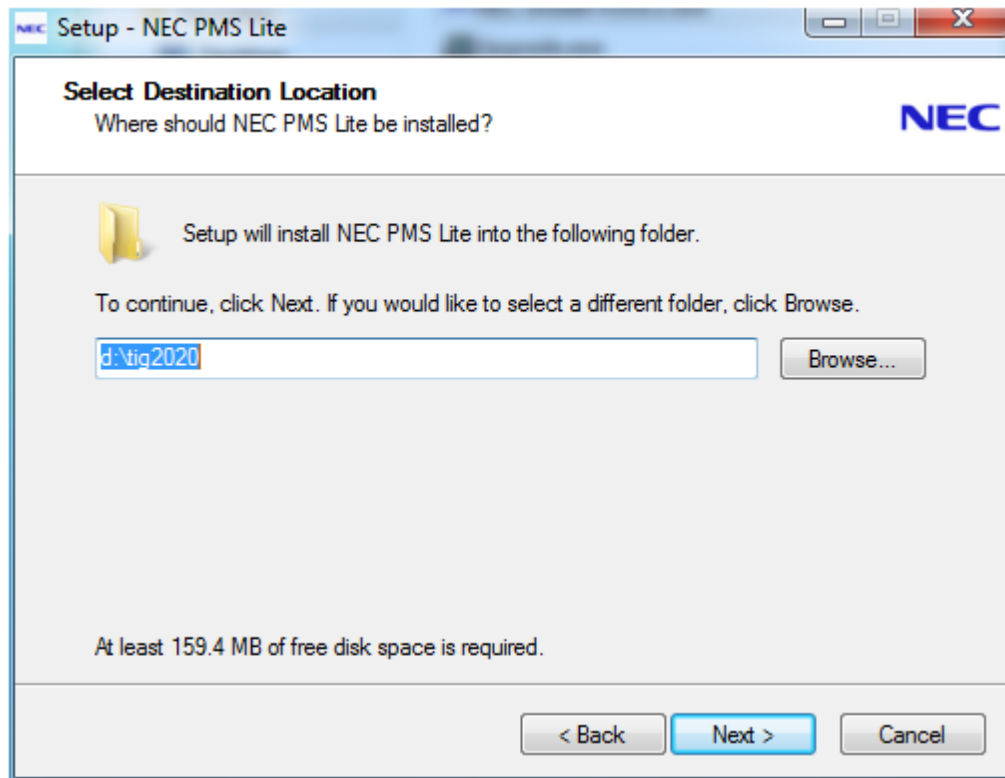 NEC Setup - NEC PMS Lite
Select Destination Location
Where should NEC PMS Lite be installed?
NEC
Setup will install NEC PMS Lite into the following folder.
To continue, click Next. If you would like to select a different folder, click Browse.
d:\tig2020
Browse...
At least 159.4 MB of free disk space is required.
< Back
Next >
Cancel